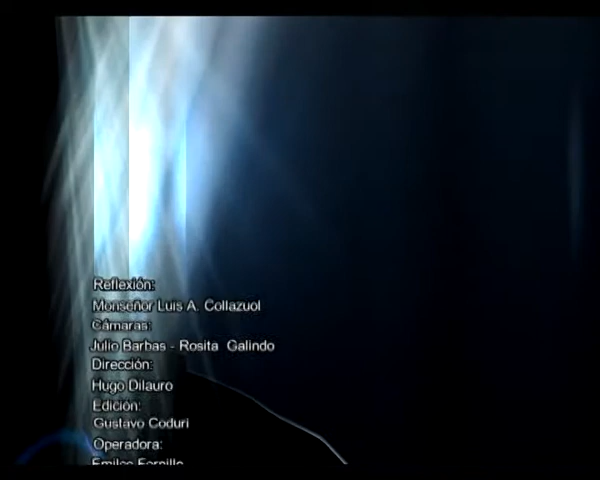 Reflexión:
Monseñor Luis A. Collazuol
Cámaras:
Julio Barbas - Rosita Galindo
Dirección:
Hugo Dilauro
Edición:
Gustavo Coduri
Operadora: